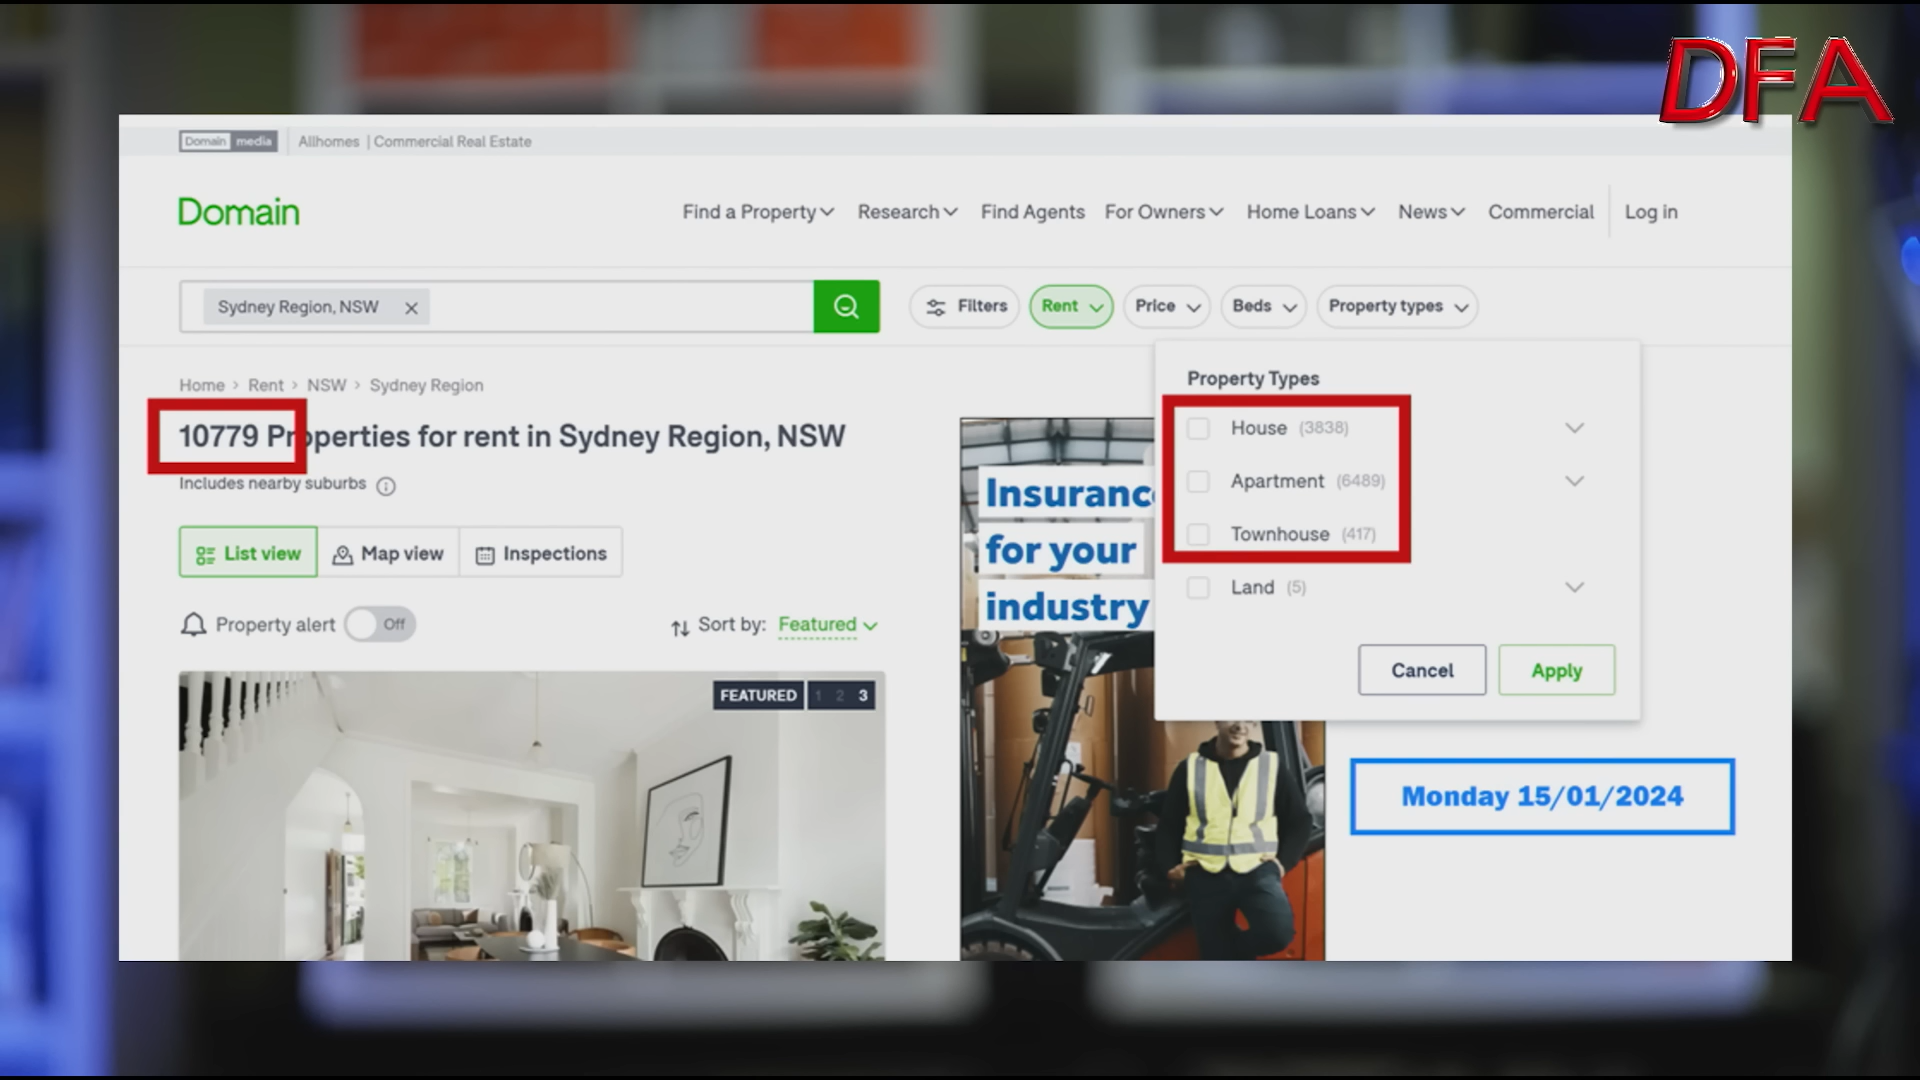 DFA
Domain media
Allhomes | Commercial Real Estate
Domain
Find a Property Research Find Agents For Owners Home Loans News Commercial Log in
Sydney Region, NSW
Filters Rent Price Beds Property types
Home > Rent > NSW > Sydney Region
10779 Properties for rent in Sydney Region, NSW
Includes nearby suburbs
List view Map view Inspections
Property alert Off
Sort by: Featured
FEATURED 1 2 3
Insurance
for your
industry
Property Types
House (3838)
Apartment (6489)
Townhouse (417)
Land (5)
Cancel Apply
Monday 15/01/2024